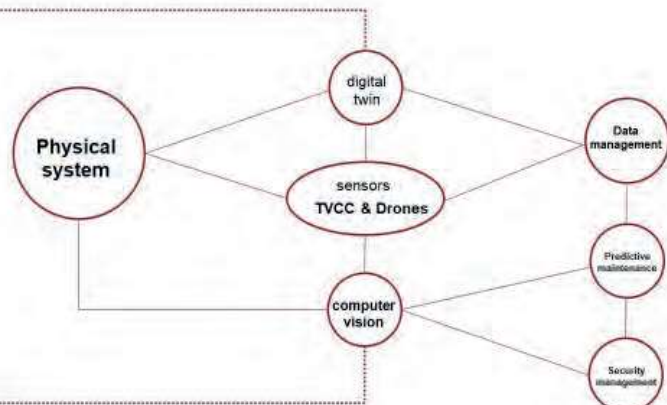 digital
twin
Physical
system
Data
management
sensors
TVCC & Drones
Predictive
maintenance
computer
vision
Security
management